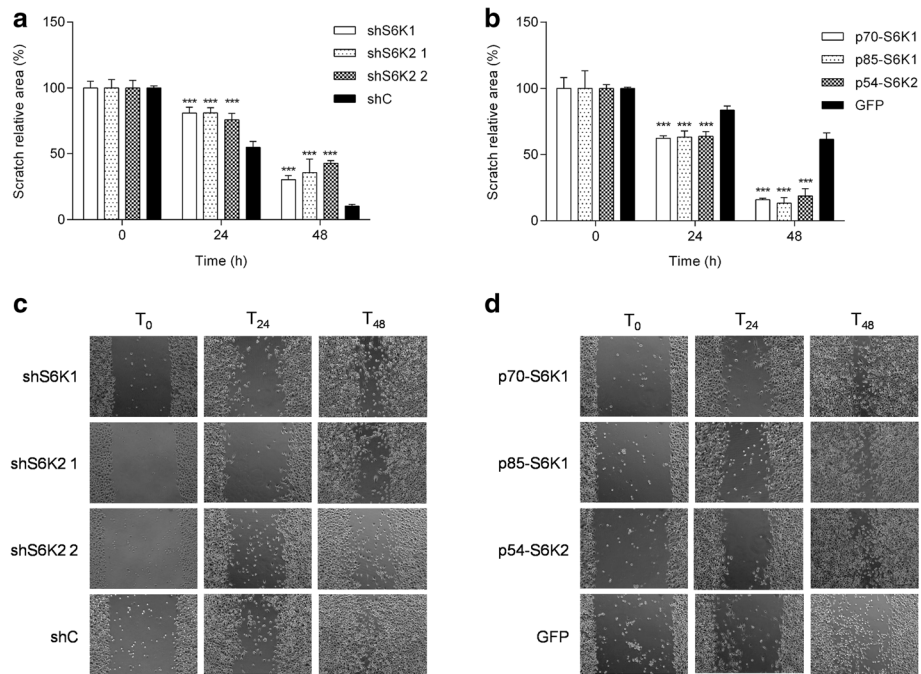 a
150
100
50
0
Scratch relative area (%)
shS6K1
shS6K2 1
shS6K2 2
shC
*** *** ***
*** *** ***
0 24 48
Time (h)
b
150
100
50
0
Scratch relative area (%)
p70-S6K1
p85-S6K1
p54-S6K2
GFP
*** *** ***
*** *** ***
0 24 48
Time (h)
c
T0 T24 T48
shS6K1
shS6K2 1
shS6K2 2
shC
d
T0 T24 T48
p70-S6K1
p85-S6K1
p54-S6K2
GFP